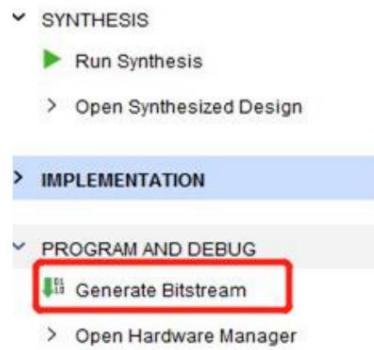 SYNTHESIS
Run Synthesis
Open Synthesized Design
IMPLEMENTATION
PROGRAM AND DEBUG
Generate Bitstream
Open Hardware Manager